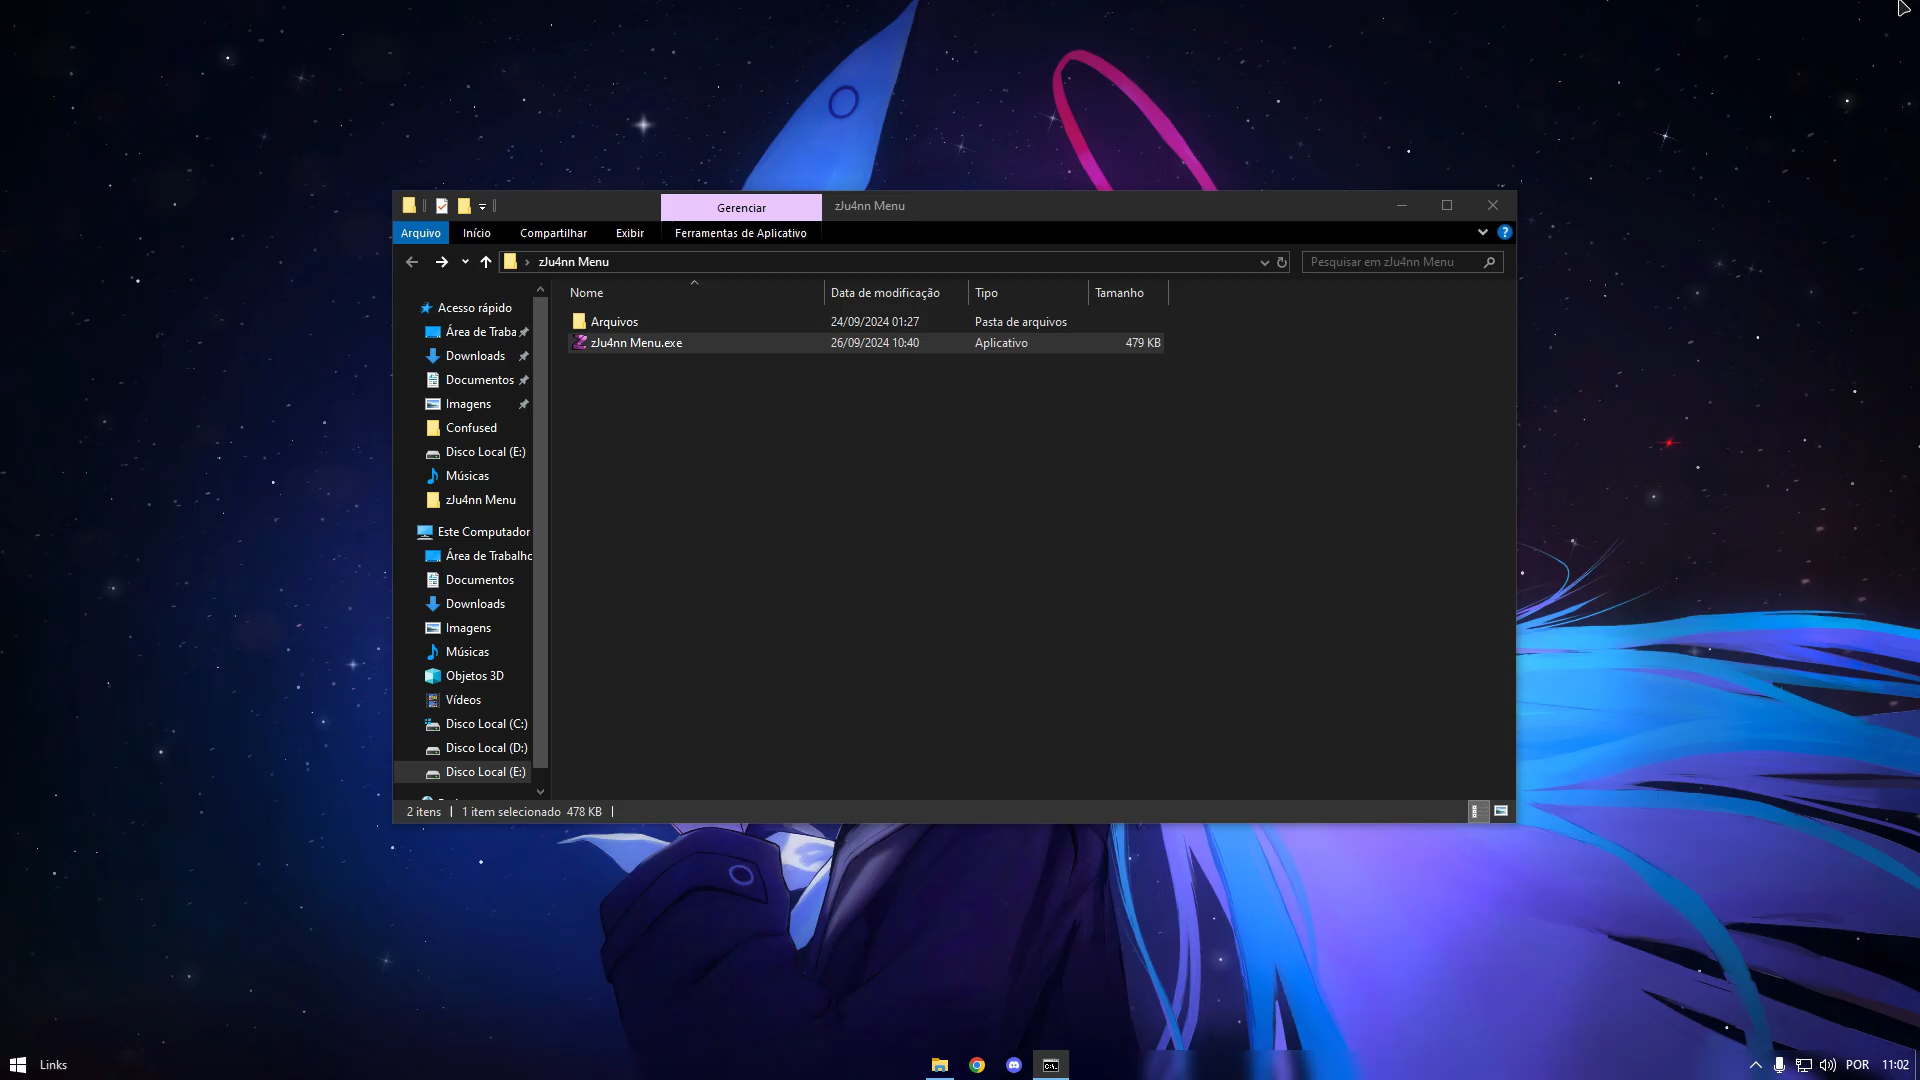 Gerenciar
zJu4nn Menu
Arquivo
Início
Compartilhar
Exibir
Ferramentas de Aplicativo
zJu4nn Menu
Pesquisar em zJu4nn Menu
Nome
Data de modificação
Tipo
Tamanho
Arquivos
24/09/2024 01:27
Pasta de arquivos
zJu4nn Menu.exe
26/09/2024 10:40
Aplicativo
479 KB
Acesso rápido
Área de Traba
Downloads
Documentos
Imagens
Confused
Disco Local (E:)
Músicas
zJu4nn Menu
Este Computador
Área de Trabalho
Documentos
Downloads
Imagens
Músicas
Objetos 3D
Vídeos
Disco Local (C:)
Disco Local (D:)
Disco Local (E:)
2 itens
1 item selecionado 478 KB
Links
POR
11:02